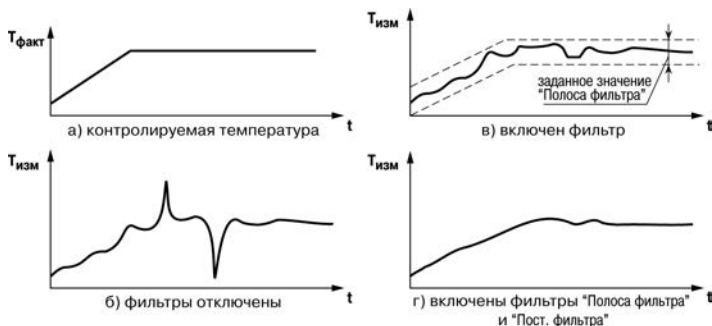 Tфакт
t
а) контролируемая температура
Tизм
заданное значение
“Полоса фильтра”
t
в) включен фильтр
Tизм
t
б) фильтры отключены
Tизм
t
г) включены фильтры “Полоса фильтра”
и “Пост. фильтра”